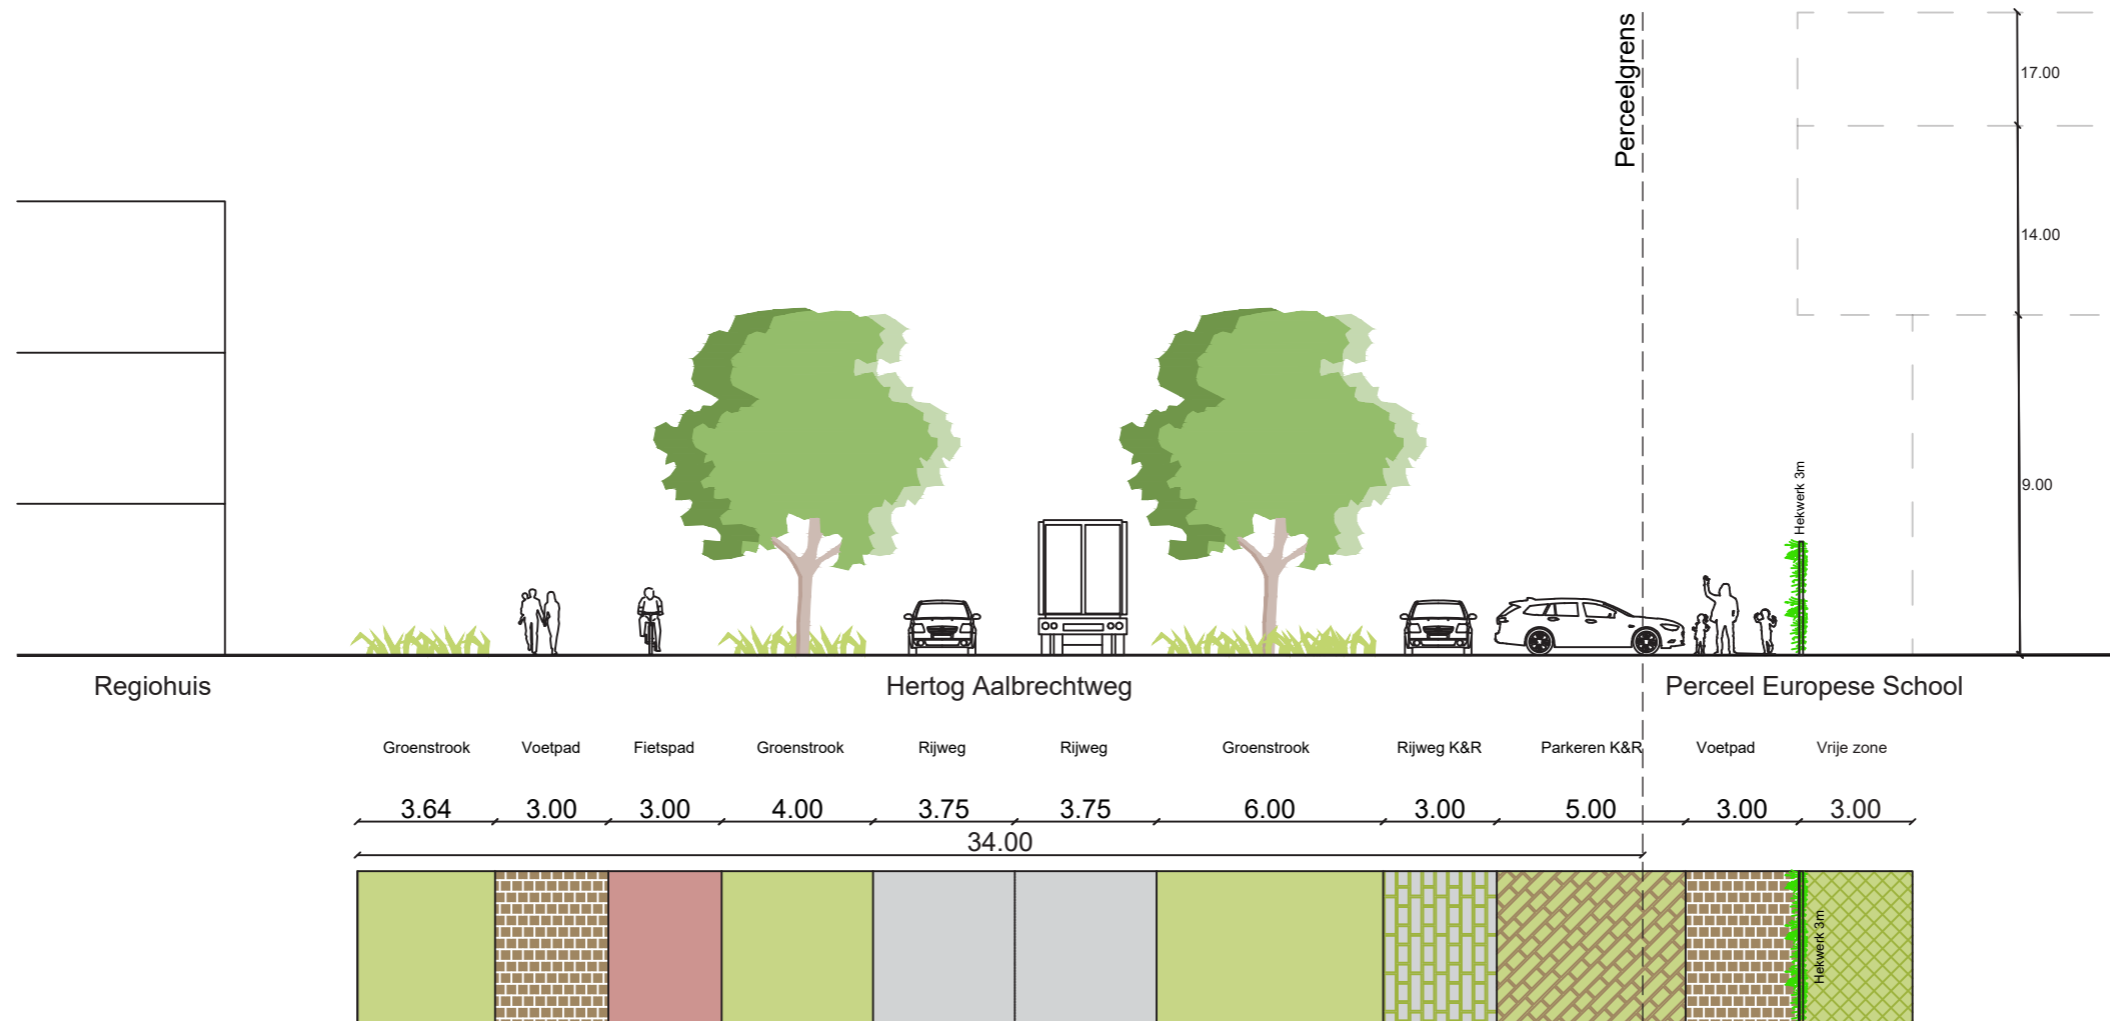 Perceelgrens
17.00
14.00
9.00
Hekwerk 3m
Regiohuis
Hertog Aalbrechtweg
Perceel Europese School
Groenstrook
Voetpad
Fietspad
Groenstrook
Rijweg
Rijweg
Groenstrook
Rijweg K&R
Parkeren K&R
Voetpad
Vrije zone
3.64
3.00
3.00
4.00
3.75
3.75
6.00
3.00
5.00
3.00
3.00
34.00
Hekwerk 3m